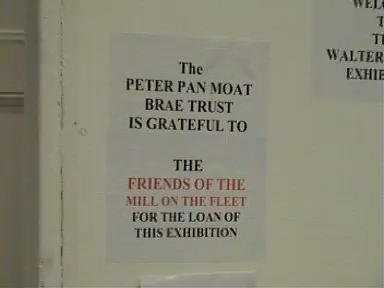 The
PETER PAN MOAT
BRAE TRUST
IS GRATEFUL TO
THE
FRIENDS OF THE
MILL ON THE FLEET
FOR THE LOAN OF
THIS EXHIBITION
WALTER